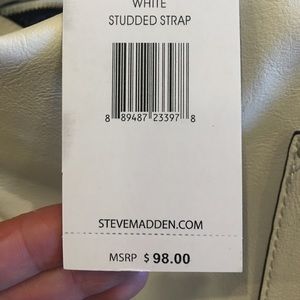 WHITE
STUDDED STRAP
8 89487 23397 8
STEVEMADDEN.COM
MSRP $ 98.00